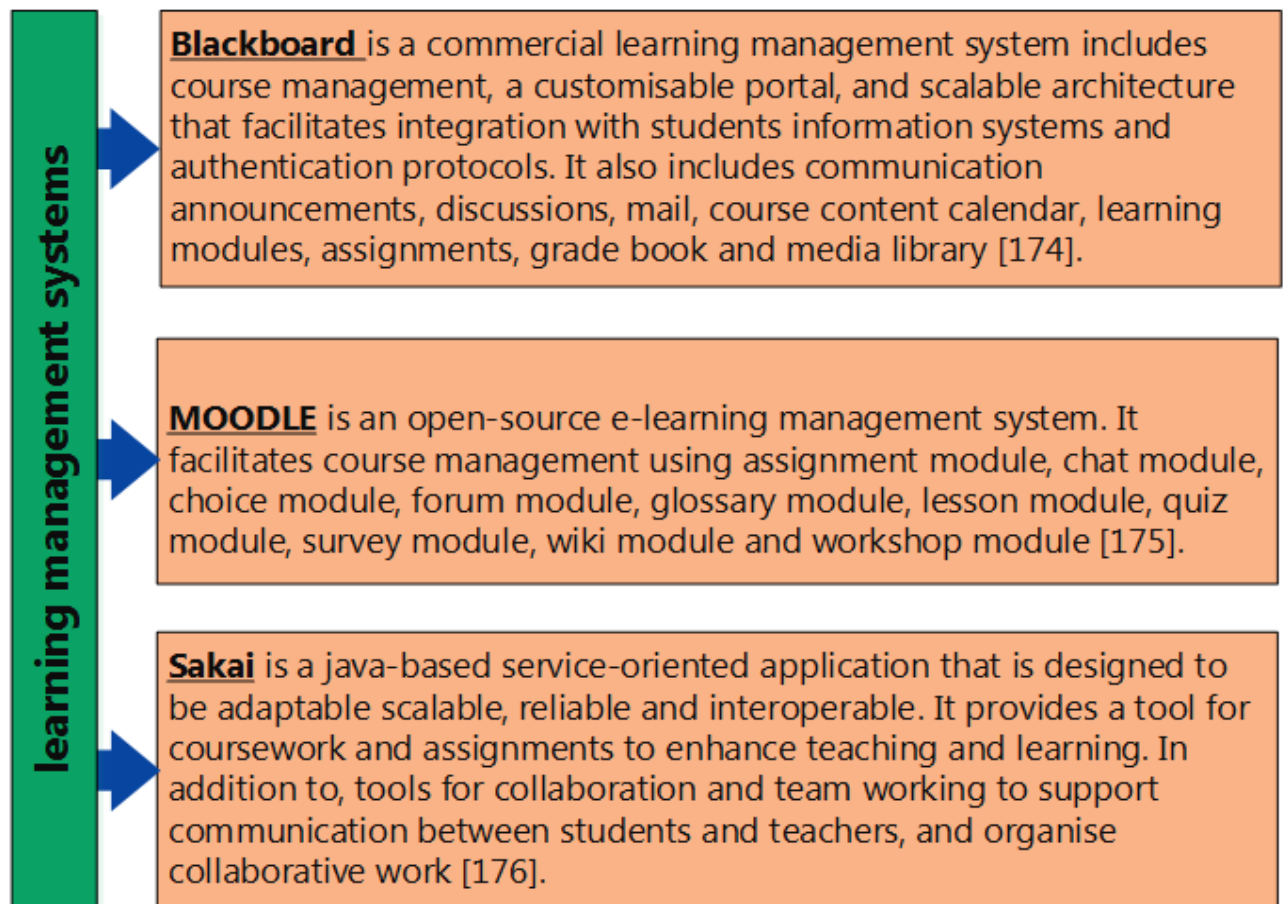 learning management systems
Blackboard is a commercial learning management system includes
course management, a customisable portal, and scalable architecture
that facilitates integration with students information systems and
authentication protocols. It also includes communication
announcements, discussions, mail, course content calendar, learning
modules, assignments, grade book and media library [174].
MOODLE is an open-source e-learning management system. It
facilitates course management using assignment module, chat module,
choice module, forum module, glossary module, lesson module, quiz
module, survey module, wiki module and workshop module [175].
Sakai is a java-based service-oriented application that is designed to
be adaptable scalable, reliable and interoperable. It provides a tool for
coursework and assignments to enhance teaching and learning. In
addition to, tools for collaboration and team working to support
communication between students and teachers, and organise
collaborative work [176].